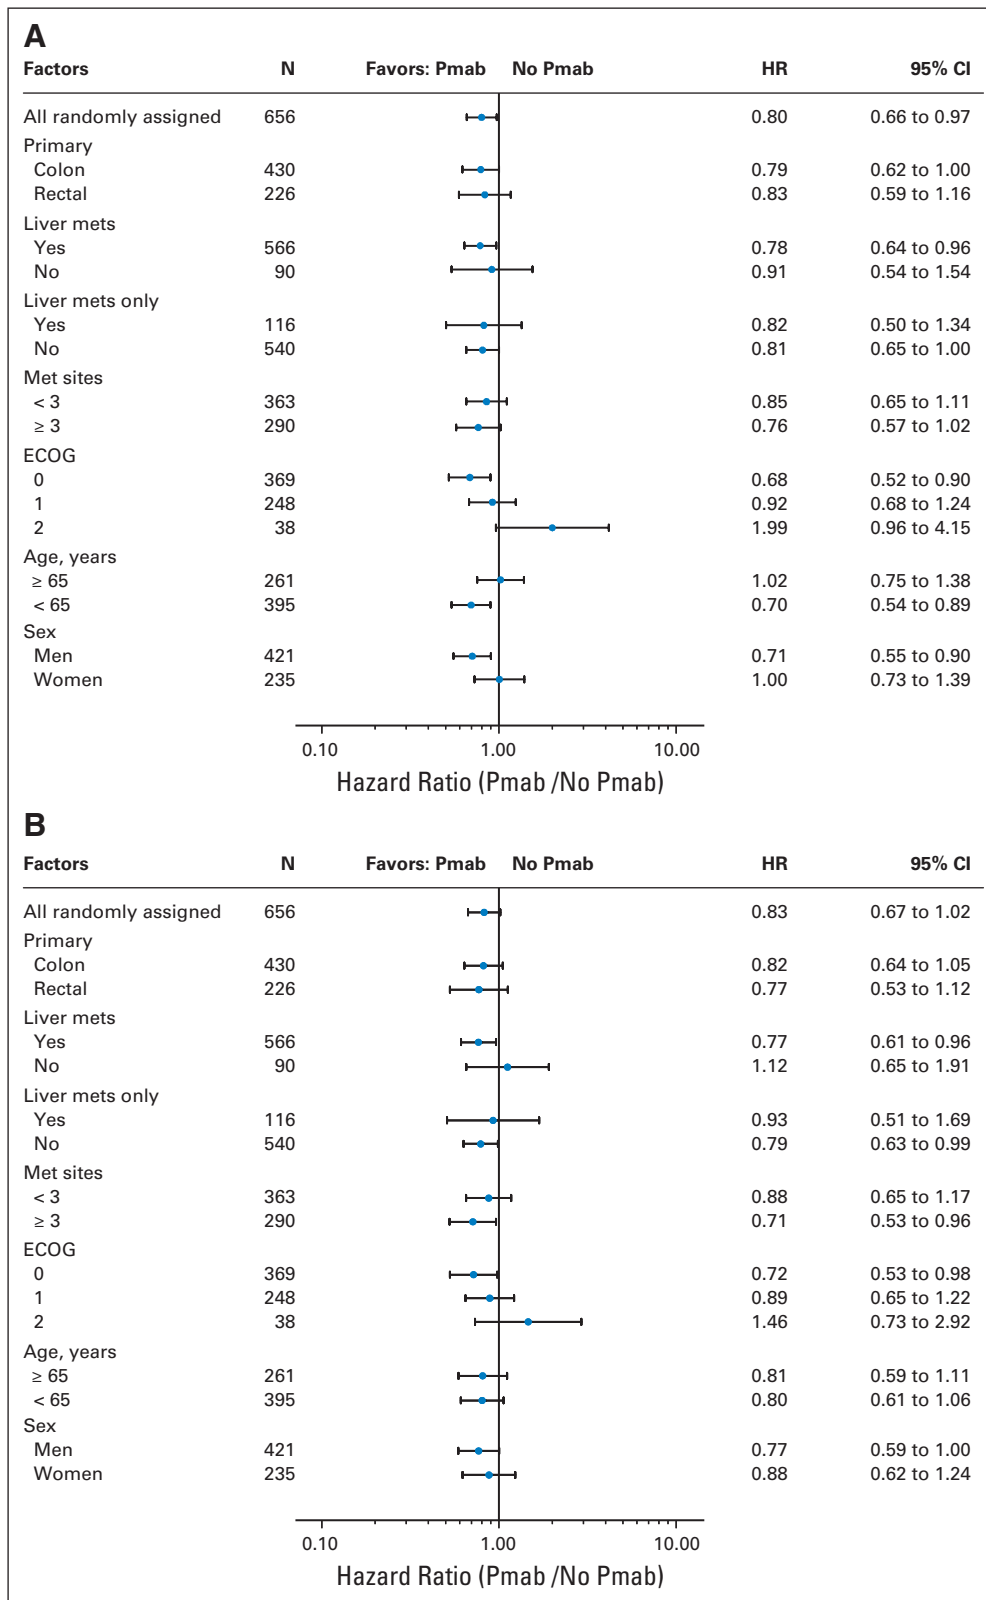 A
Factors N Favors: Pmab No Pmab HR 95% CI
All randomly assigned 656 0.80 0.66 to 0.97
Primary
Colon 430 0.79 0.62 to 1.00
Rectal 226 0.83 0.59 to 1.16
Liver mets
Yes 566 0.78 0.64 to 0.96
No 90 0.91 0.54 to 1.54
Liver mets only
Yes 116 0.82 0.50 to 1.34
No 540 0.81 0.65 to 1.00
Met sites
< 3 363 0.85 0.65 to 1.11
≥ 3 290 0.76 0.57 to 1.02
ECOG
0 369 0.68 0.52 to 0.90
1 248 0.92 0.68 to 1.24
2 38 1.99 0.96 to 4.15
Age, years
≥ 65 261 1.02 0.75 to 1.38
< 65 395 0.70 0.54 to 0.89
Sex
Men 421 0.71 0.55 to 0.90
Women 235 1.00 0.73 to 1.39
0.10 1.00 10.00
Hazard Ratio (Pmab /No Pmab)
B
Factors N Favors: Pmab No Pmab HR 95% CI
All randomly assigned 656 0.83 0.67 to 1.02
Primary
Colon 430 0.82 0.64 to 1.05
Rectal 226 0.77 0.53 to 1.12
Liver mets
Yes 566 0.77 0.61 to 0.96
No 90 1.12 0.65 to 1.91
Liver mets only
Yes 116 0.93 0.51 to 1.69
No 540 0.79 0.63 to 0.99
Met sites
< 3 363 0.88 0.65 to 1.17
≥ 3 290 0.71 0.53 to 0.96
ECOG
0 369 0.72 0.53 to 0.98
1 248 0.89 0.65 to 1.22
2 38 1.46 0.73 to 2.92
Age, years
≥ 65 261 0.81 0.59 to 1.11
< 65 395 0.80 0.61 to 1.06
Sex
Men 421 0.77 0.59 to 1.00
Women 235 0.88 0.62 to 1.24
0.10 1.00 10.00
Hazard Ratio (Pmab /No Pmab)